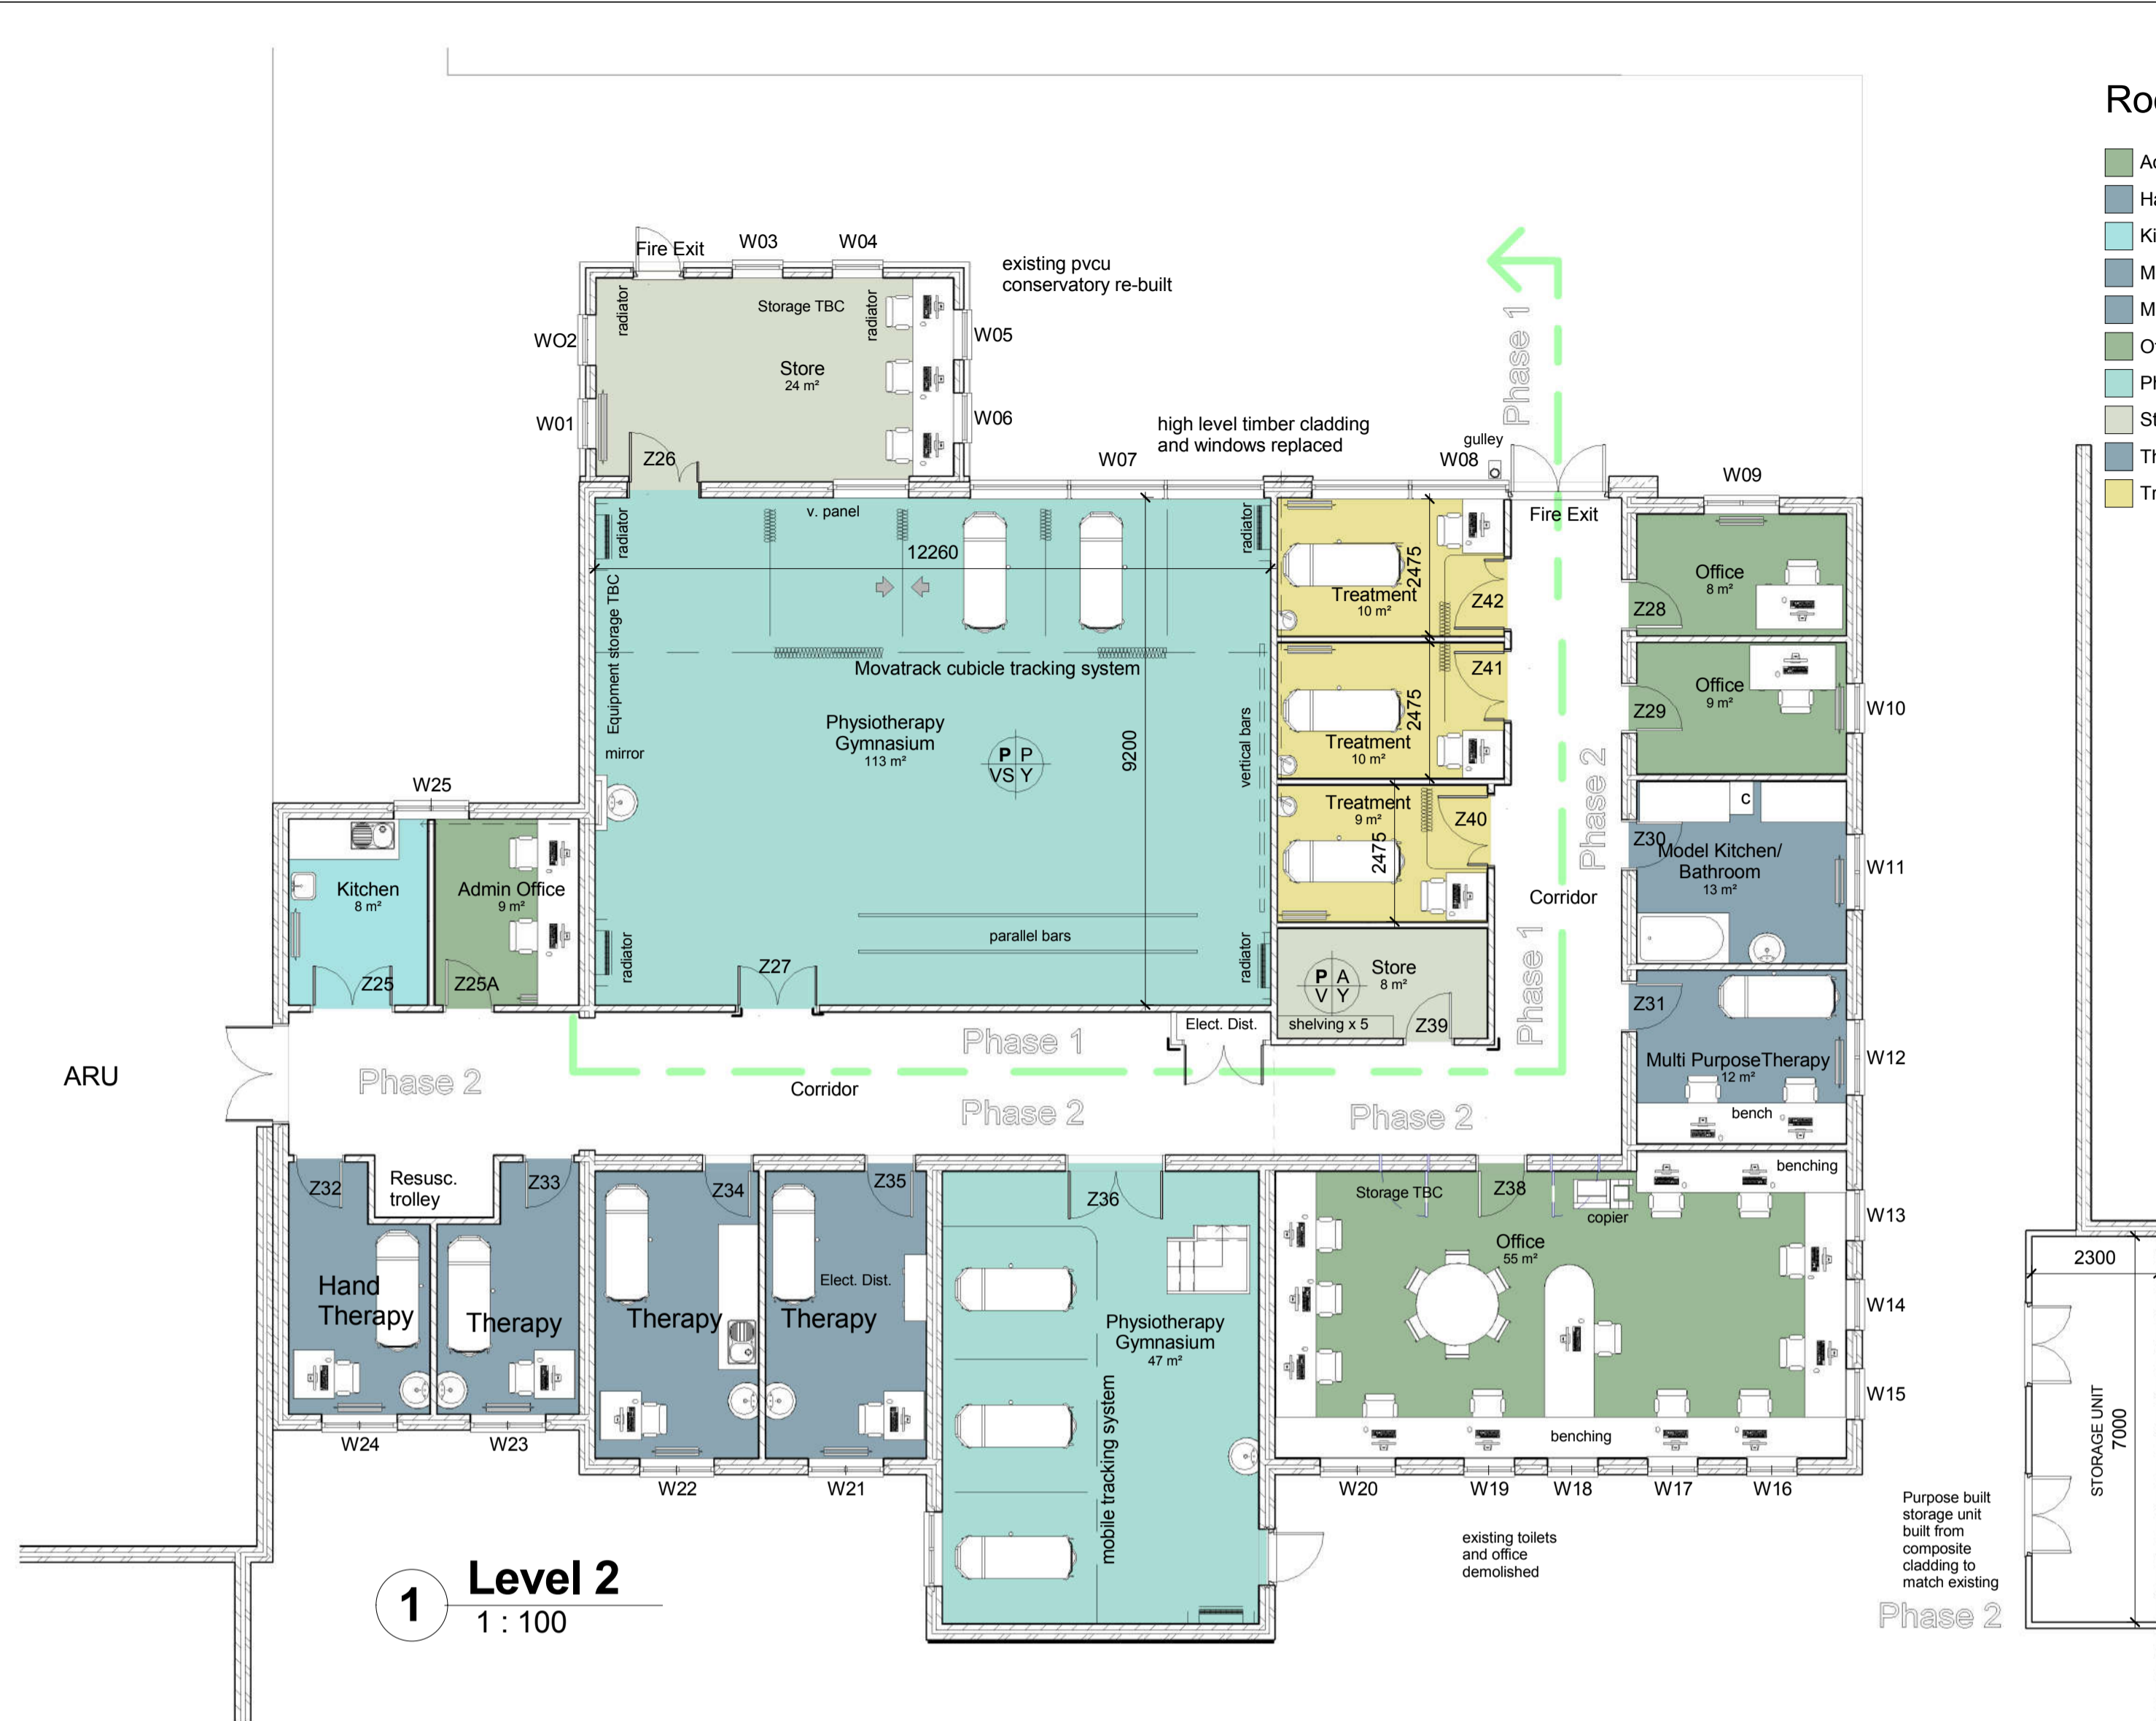 Fire Exit
W03
W04
existing pvcu
conservatory re-built
radiator
Storage TBC
radiator
WO2
W05
Store
24 m²
W01
W06
Z26
high level timber cladding
and windows replaced
W07
gulley
W08
Phase 1
W09
v. panel
radiator
12260
radiator
Fire Exit
2475
Treatment
10 m²
Z42
Office
8 m²
Z28
Equipment storage TBC
Movatrack cubicle tracking system
Z41
Treatment
10 m²
2475
Office
9 m²
Z29
W10
Physiotherapy
Gymnasium
113 m²
P P
VS Y
9200
vertical bars
mirror
Phase 2
W25
Treatment
9 m²
2475
Z40
C
Z30
Model Kitchen/
Bathroom
13 m²
W11
Kitchen
8 m²
Admin Office
9 m²
Corridor
parallel bars
radiator
radiator
Z25
Z25A
Z27
P A
V Y
Store
8 m²
Phase 1
Z31
shelving x 5
Z39
Elect. Dist.
Phase 1
Multi PurposeTherapy
12 m²
W12
ARU
Phase 2
Corridor
Phase 2
Phase 2
bench
benching
Z32
Resusc.
trolley
Z33
Z34
Z35
Z36
Storage TBC
Z38
copier
W13
Office
55 m²
Hand
Therapy
Therapy
Therapy
Elect. Dist.
Therapy
Physiotherapy
Gymnasium
47 m²
W14
mobile tracking system
W15
benching
W24
W23
W22
W21
W20
W19
W18
W17
W16
existing toilets
and office
demolished
2300
STORAGE UNIT
7000
Purpose built
storage unit
built from
composite
cladding to
match existing
Phase 2
1
Level 2
1 : 100